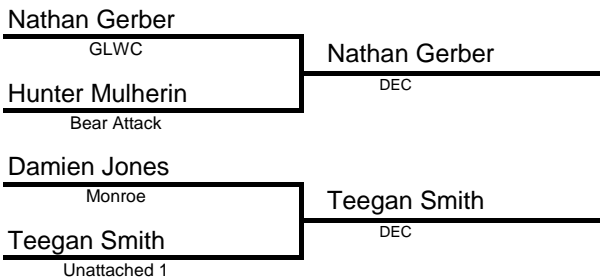 Nathan Gerber
GLWC
Nathan Gerber
DEC
Hunter Mulherin
Bear Attack
Damien Jones
Monroe
Teegan Smith
DEC
Teegan Smith
Unattached 1